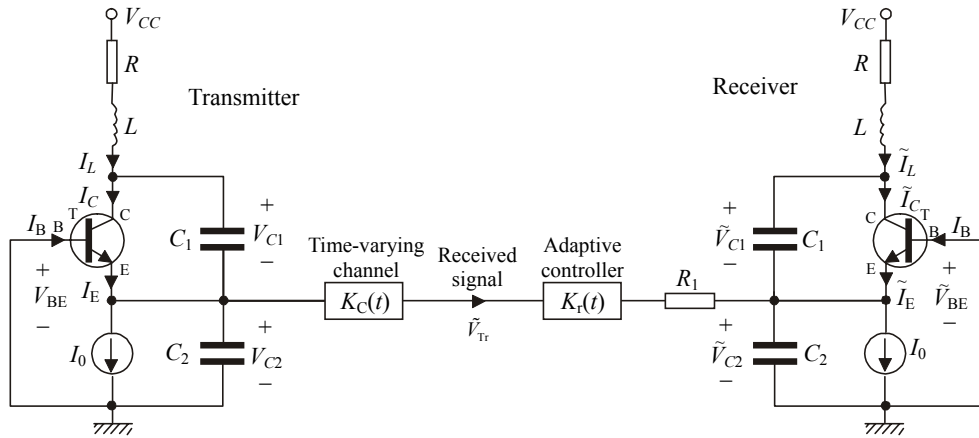 V_CC
V_CC
R
R
Transmitter
Receiver
L
L
I_L
Ĩ_L
I_C
Ĩ_C
T
C
C
T
I_B
B
B
I_B
+
+
C_1
V_C1
Ṽ_C1
C_1
Time-varying channel
Received signal
Adaptive controller
−
−
+
E
E
+
V_BE
I_E
R_1
Ĩ_E
Ṽ_BE
−
−
K_C(t)
K_r(t)
Ṽ_Tr
+
+
I_0
C_2
V_C2
Ṽ_C2
C_2
I_0
−
−